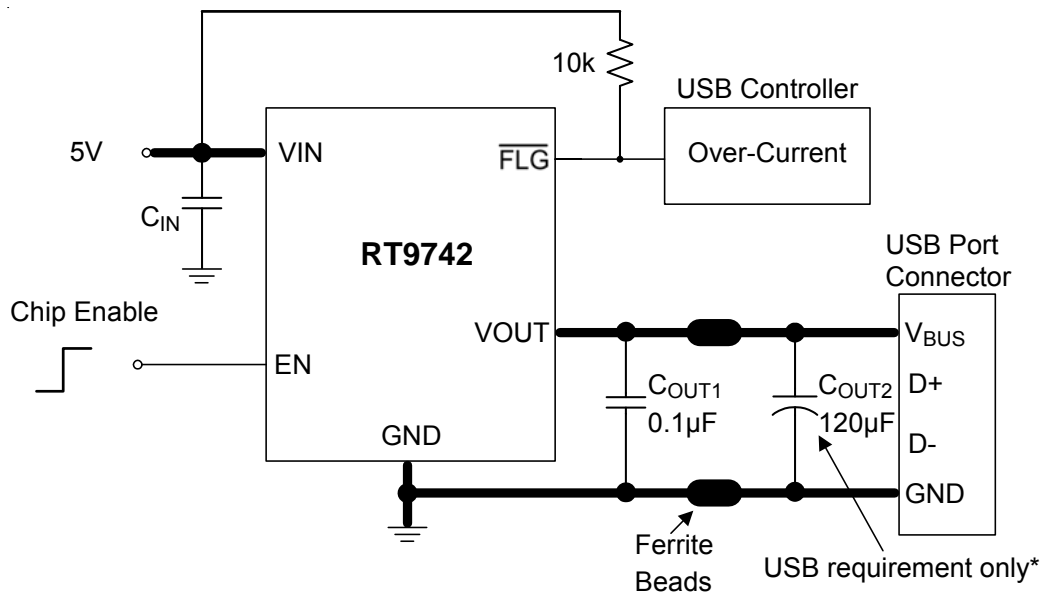 10k
USB Controller
5V
VIN
FLG
Over-Current
CIN
RT9742
USB Port
Connector
Chip Enable
VOUT
VBUS
EN
COUT1
0.1µF
COUT2
120µF
D+
D-
GND
GND
Ferrite
Beads
USB requirement only*